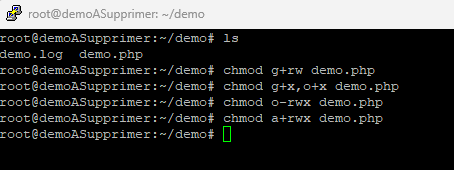 root@demoASupprimer: ~/demo
root@demoASupprimer:~/demo# ls
demo.log  demo.php
root@demoASupprimer:~/demo# chmod g+rw demo.php
root@demoASupprimer:~/demo# chmod g+x,o+x demo.php
root@demoASupprimer:~/demo# chmod o-rwx demo.php
root@demoASupprimer:~/demo# chmod a+rwx demo.php
root@demoASupprimer:~/demo#